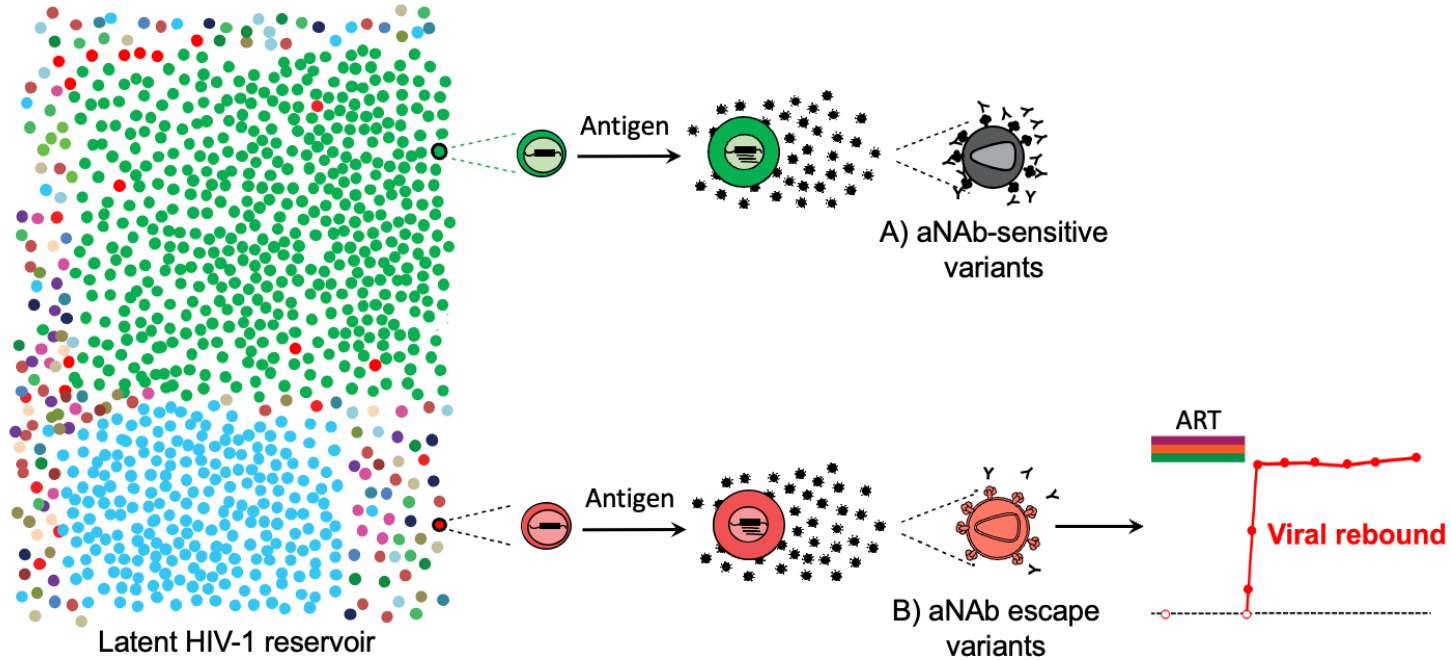 Antigen
A) aNAb-sensitive
variants
Antigen
B) aNAb escape
variants
ART
Viral rebound
Latent HIV-1 reservoir